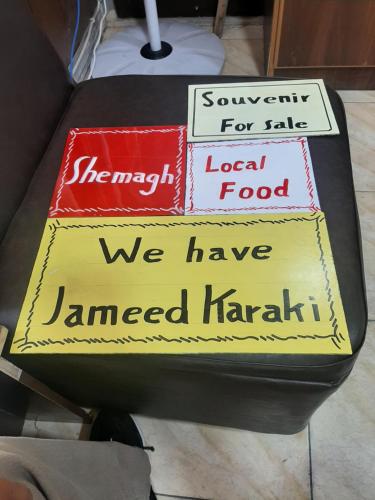 Souvenir
For Sale
Shemagh
Local
Food
We have
Jameed Karaki